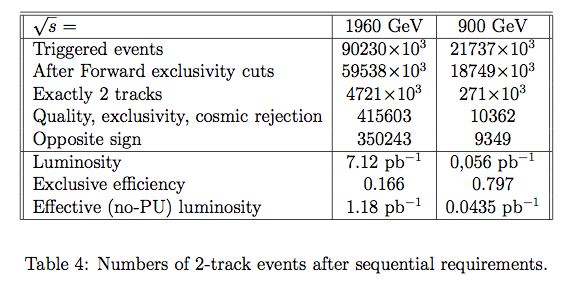 √s = 1960 GeV 900 GeV
Triggered events 90230×10³ 21737×10³
After Forward exclusivity cuts 59538×10³ 18749×10³
Exactly 2 tracks 4721×10³ 271×10³
Quality, exclusivity, cosmic rejection 415603 10362
Opposite sign 350243 9349
Luminosity 7.12 pb⁻¹ 0,056 pb⁻¹
Exclusive efficiency 0.166 0.797
Effective (no-PU) luminosity 1.18 pb⁻¹ 0.0435 pb⁻¹
Table 4: Numbers of 2-track events after sequential requirements.